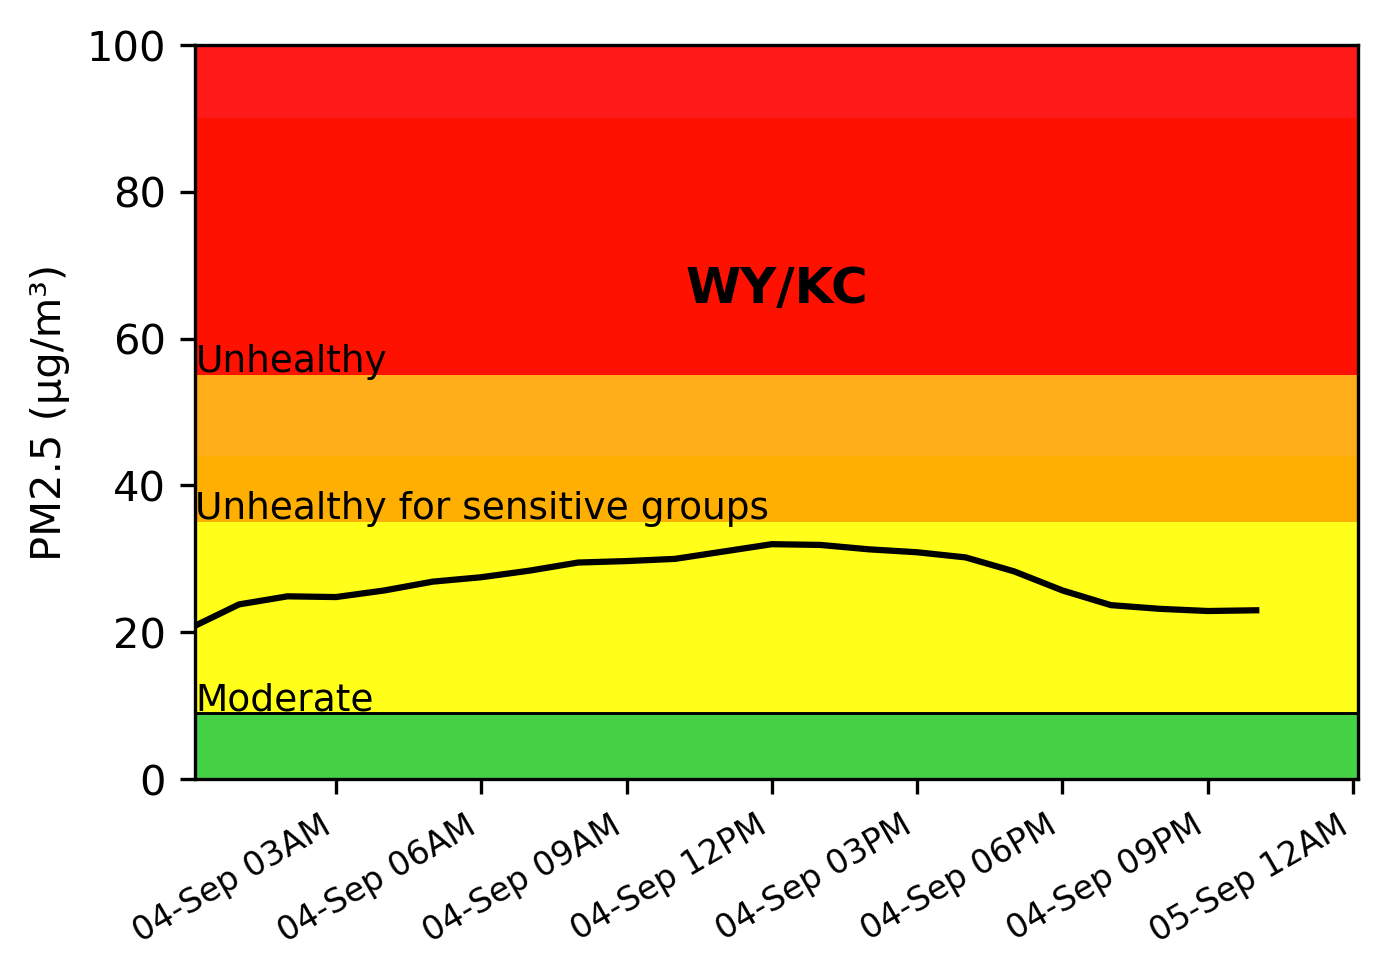 100
80
60
40
20
0
PM2.5 (µg/m³)
WY/KC
Unhealthy
Unhealthy for sensitive groups
Moderate
04-Sep 03AM
04-Sep 06AM
04-Sep 09AM
04-Sep 12PM
04-Sep 03PM
04-Sep 06PM
04-Sep 09PM
05-Sep 12AM